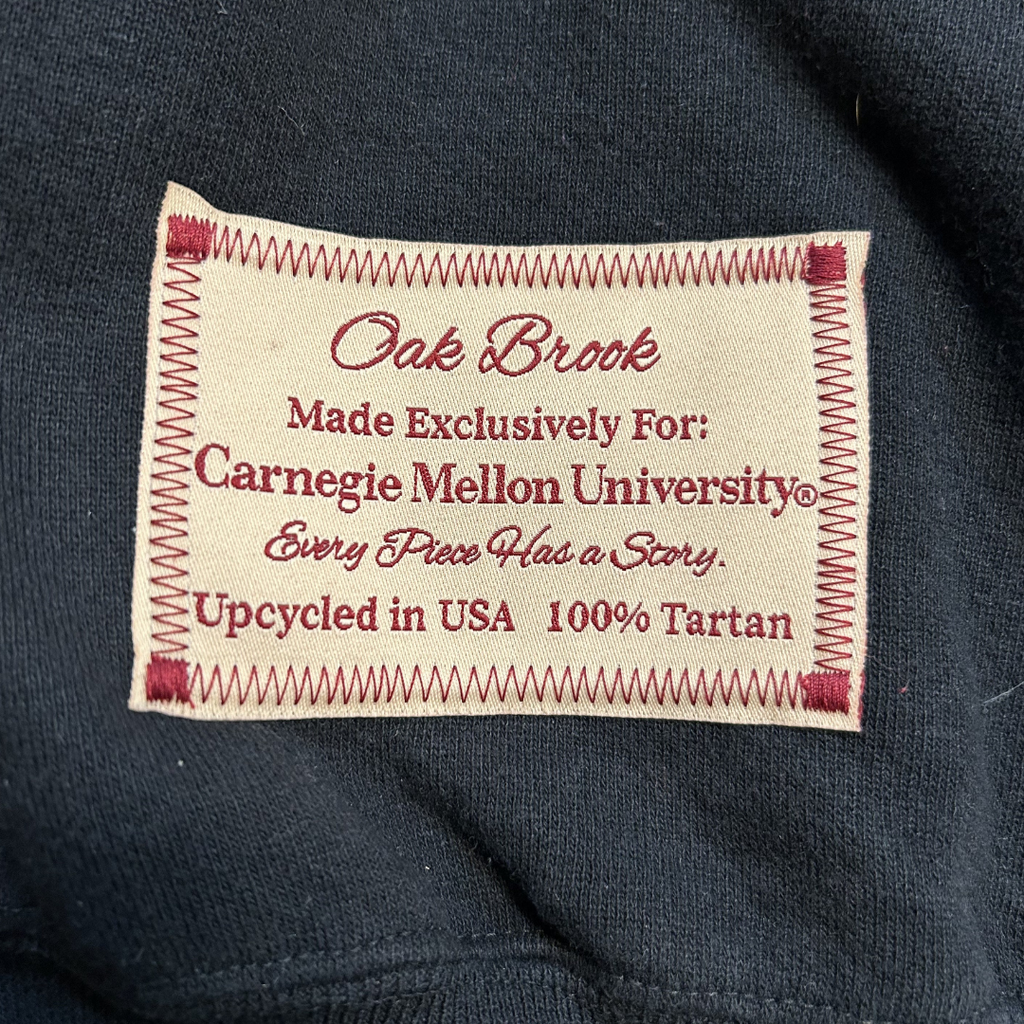 Oak Brook
Made Exclusively For:
Carnegie Mellon University®
Every Piece Has a Story.
Upcycled in USA 100% Tartan